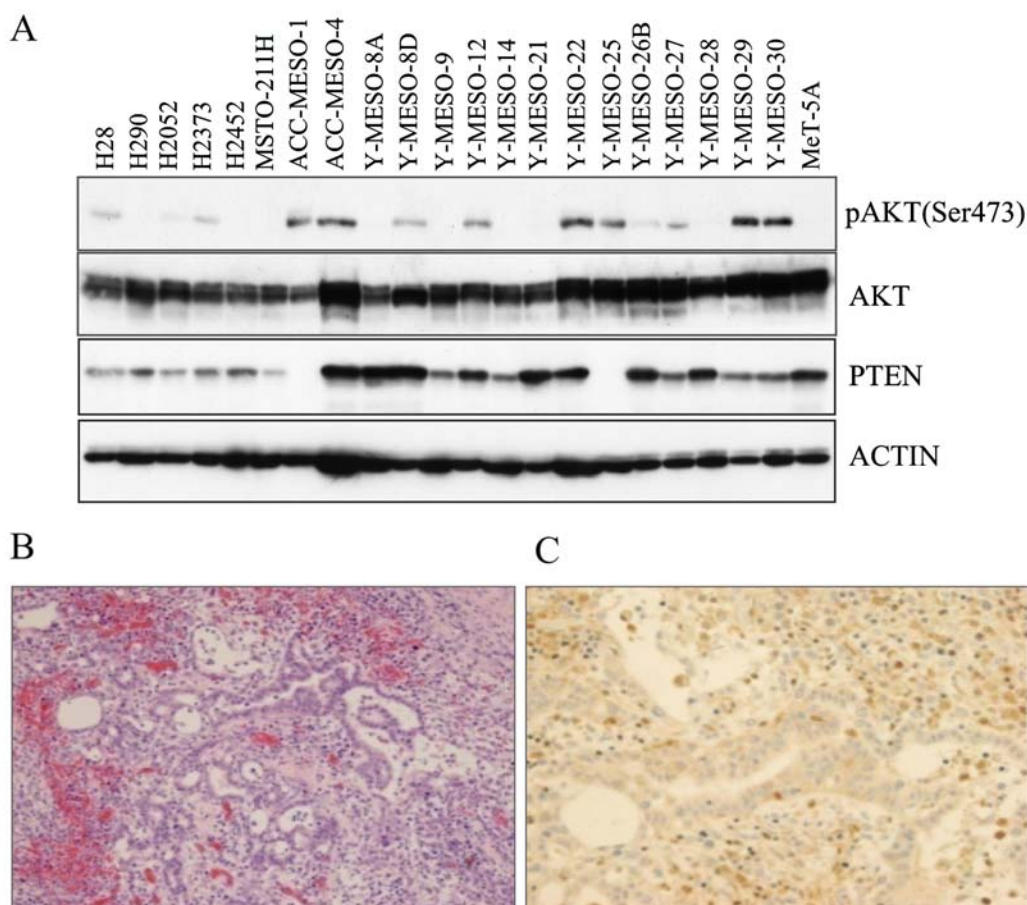 A
H28
H290
H2052
H2373
H2452
MSTO-211H
ACC-MESO-1
ACC-MESO-4
Y-MESO-8A
Y-MESO-8D
Y-MESO-9
Y-MESO-12
Y-MESO-14
Y-MESO-21
Y-MESO-22
Y-MESO-25
Y-MESO-26B
Y-MESO-27
Y-MESO-28
Y-MESO-29
Y-MESO-30
MeT-5A
pAKT(Ser473)
AKT
PTEN
ACTIN
B
C